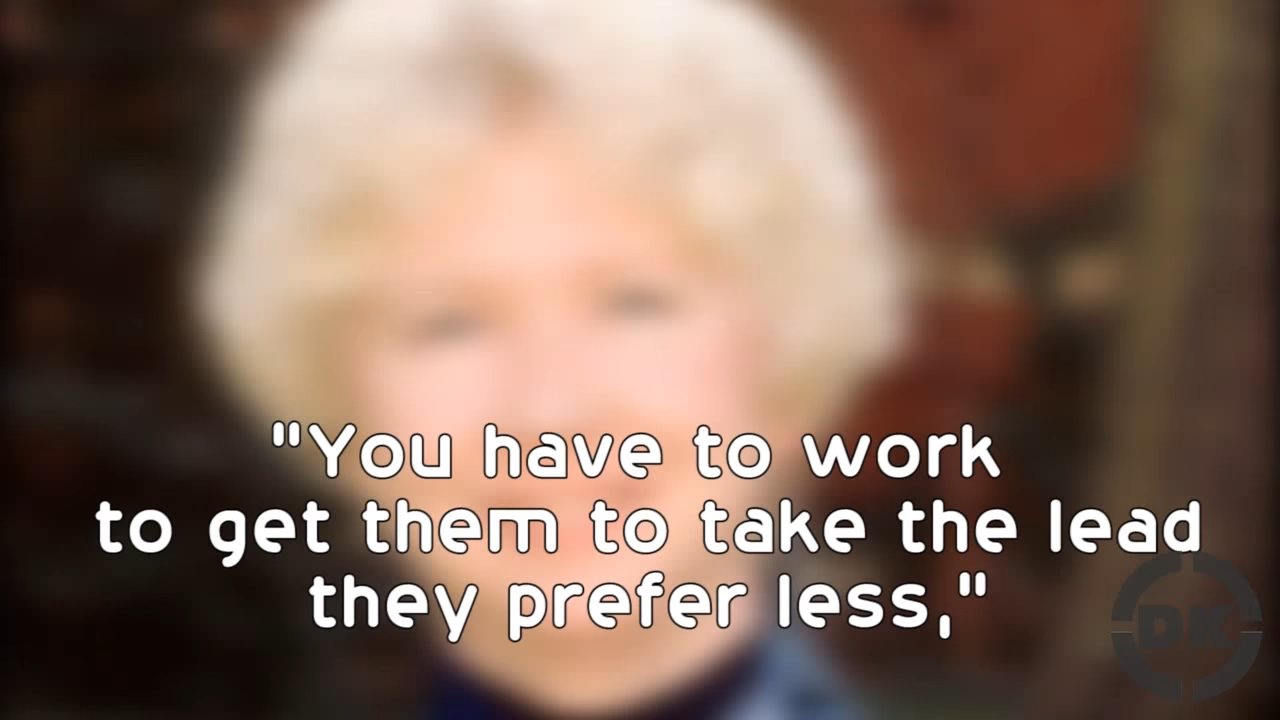 "You have to work
to get them to take the lead
they prefer less,"
DK